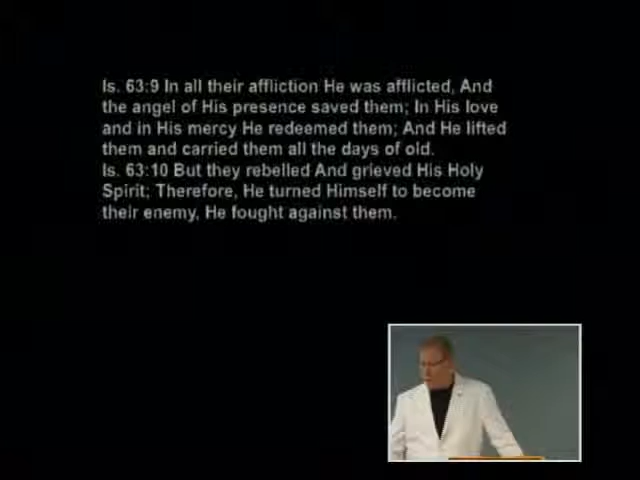 Is. 63:9 In all their affliction He was afflicted, And
the angel of His presence saved them; In His love
and in His mercy He redeemed them; And He lifted
them and carried them all the days of old.
Is. 63:10 But they rebelled And grieved His Holy
Spirit; Therefore, He turned Himself to become
their enemy, He fought against them.